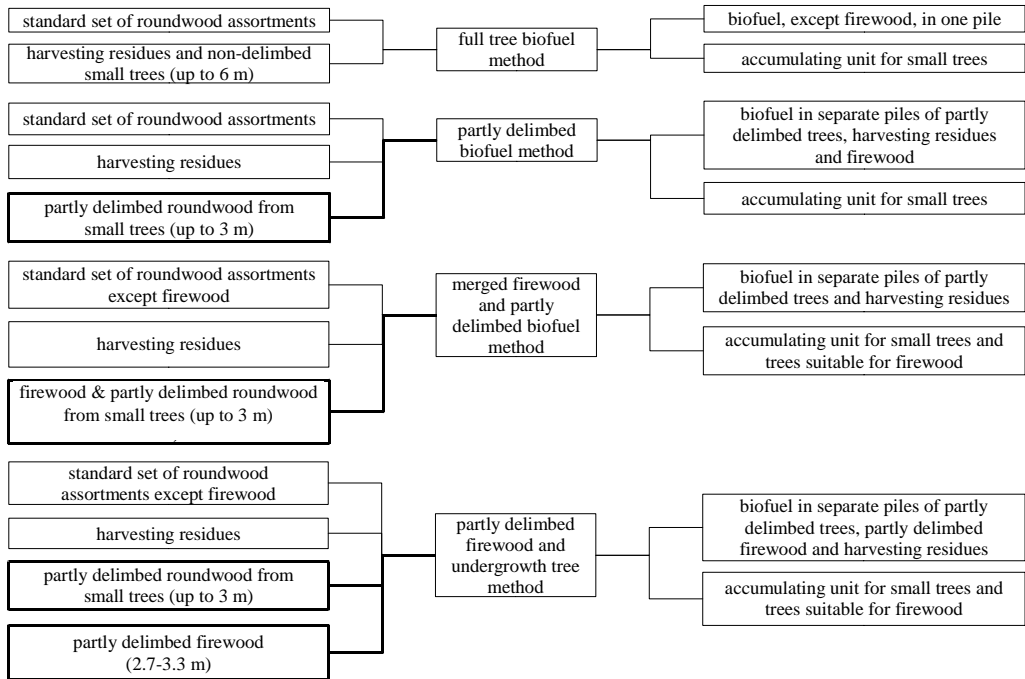 standard set of roundwood assortments
harvesting residues and non-delimbed
small trees (up to 6 m)
full tree biofuel
method
biofuel, except firewood, in one pile
accumulating unit for small trees
standard set of roundwood assortments
harvesting residues
partly delimbed roundwood from
small trees (up to 3 m)
partly delimbed
biofuel method
biofuel in separate piles of partly
delimbed trees, harvesting residues
and firewood
accumulating unit for small trees
standard set of roundwood assortments
except firewood
harvesting residues
firewood & partly delimbed roundwood
from small trees (up to 3 m)
merged firewood
and partly
delimbed biofuel
method
biofuel in separate piles of partly
delimbed trees and harvesting residues
accumulating unit for small trees and
trees suitable for firewood
standard set of roundwood
assortments except firewood
harvesting residues
partly delimbed roundwood from
small trees (up to 3 m)
partly delimbed firewood
(2.7-3.3 m)
partly delimbed
firewood and
undergrowth tree
method
biofuel in separate piles of partly
delimbed trees, partly delimbed
firewood and harvesting residues
accumulating unit for small trees and
trees suitable for firewood